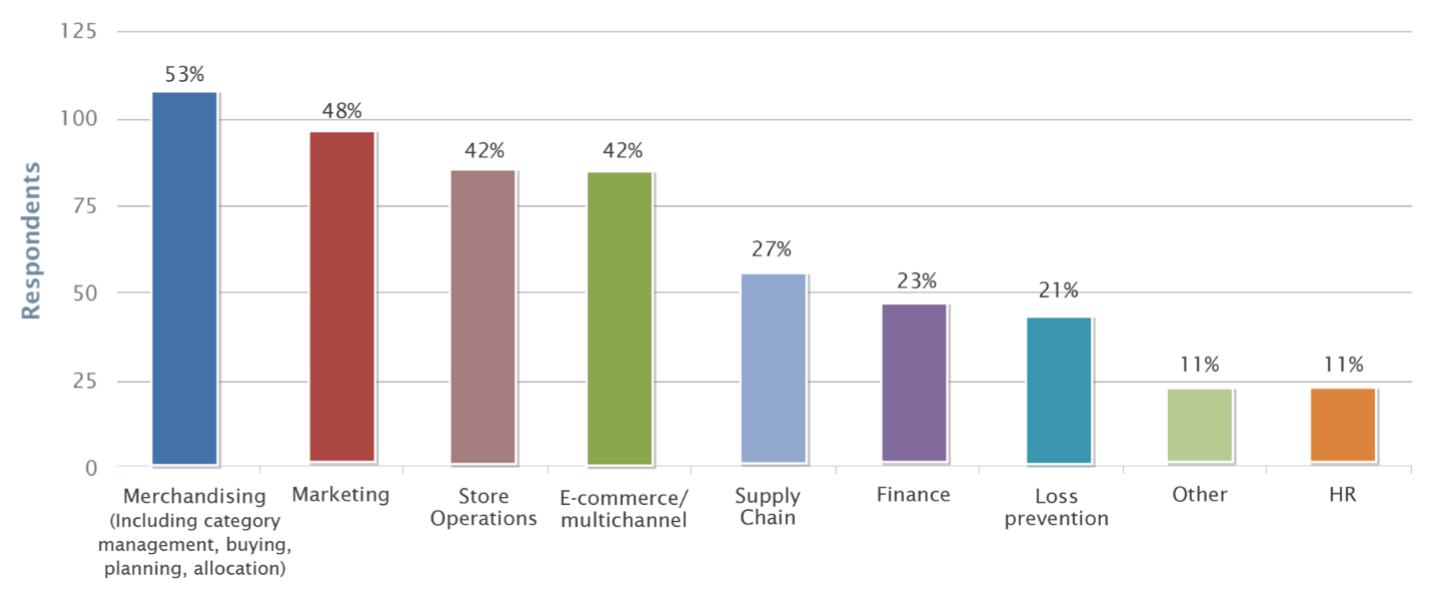 125
53%
100
48%
42%
42%
75
Respondents
27%
50
23%
21%
25
11%
11%
0
Merchandising
(Including category
management, buying,
planning, allocation)
Marketing
Store
Operations
E-commerce/
multichannel
Supply
Chain
Finance
Loss
prevention
Other
HR